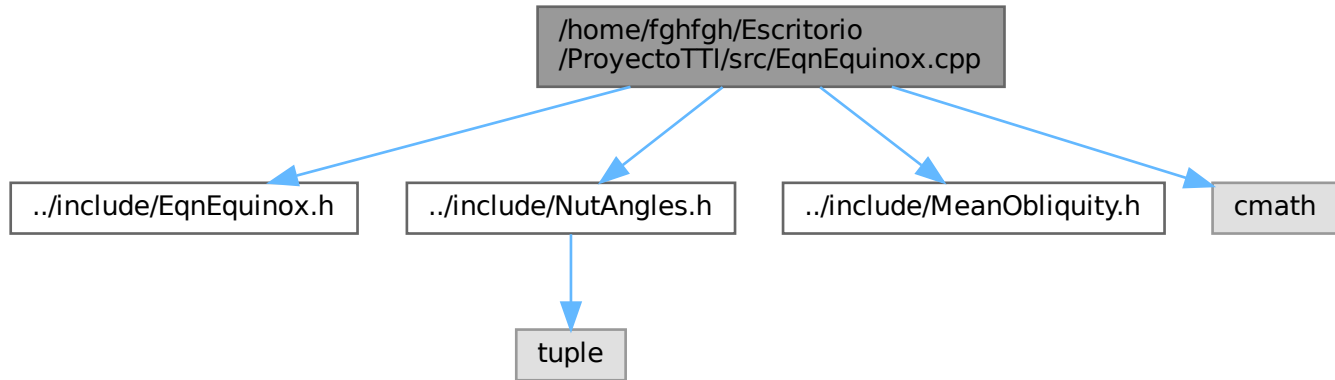 /home/fghfgh/Escritorio
/ProyectoTTI/src/EqnEquinox.cpp
../include/EqnEquinox.h
../include/NutAngles.h
../include/MeanObliquity.h
cmath
tuple